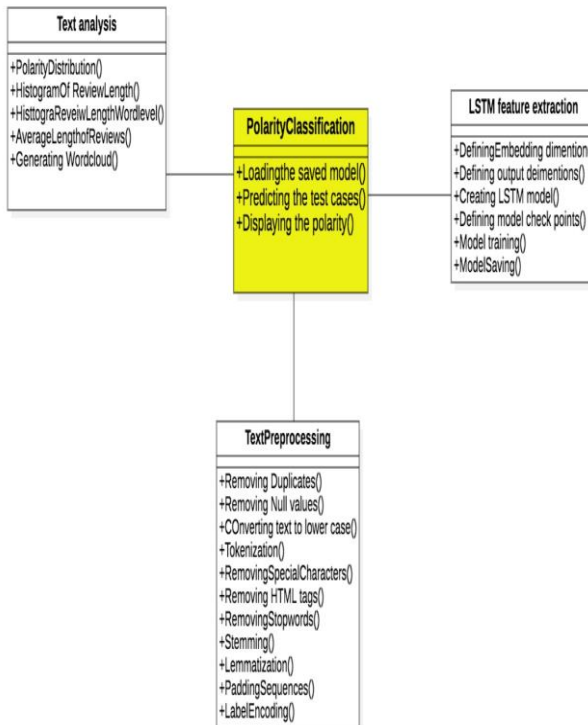 Text analysis
+PolarityDistribution()
+HistogramOf ReviewLength()
+HisttograReveiwLengthWordlevel()
+AverageLengthofReviews()
+Generating Wordcloud()
PolarityClassification
+Loadingthe saved model()
+Predicting the test cases()
+Displaying the polarity()
LSTM feature extraction
+DefiningEmbedding dimention
+Defining output deimentions()
+Creating LSTM model()
+Defining model check points()
+Model training()
+ModelSaving()
TextPreprocessing
+Removing Duplicates()
+Removing Null values()
+COnverting text to lower case()
+Tokenization()
+RemovingSpecialCharacters()
+Removing HTML tags()
+RemovingStopwords()
+Stemming()
+Lemmatization()
+PaddingSequences()
+LabelEncoding()